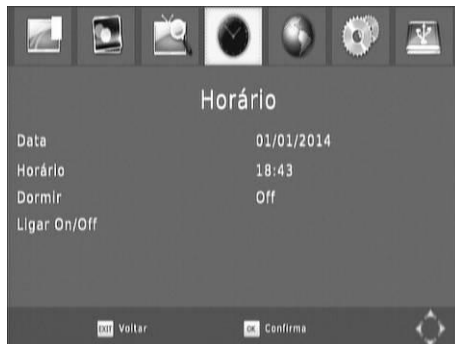 Horário
Data 01/01/2014
Horário 18:43
Dormir Off
Ligar On/Off
EXIT Voltar OK Confirma